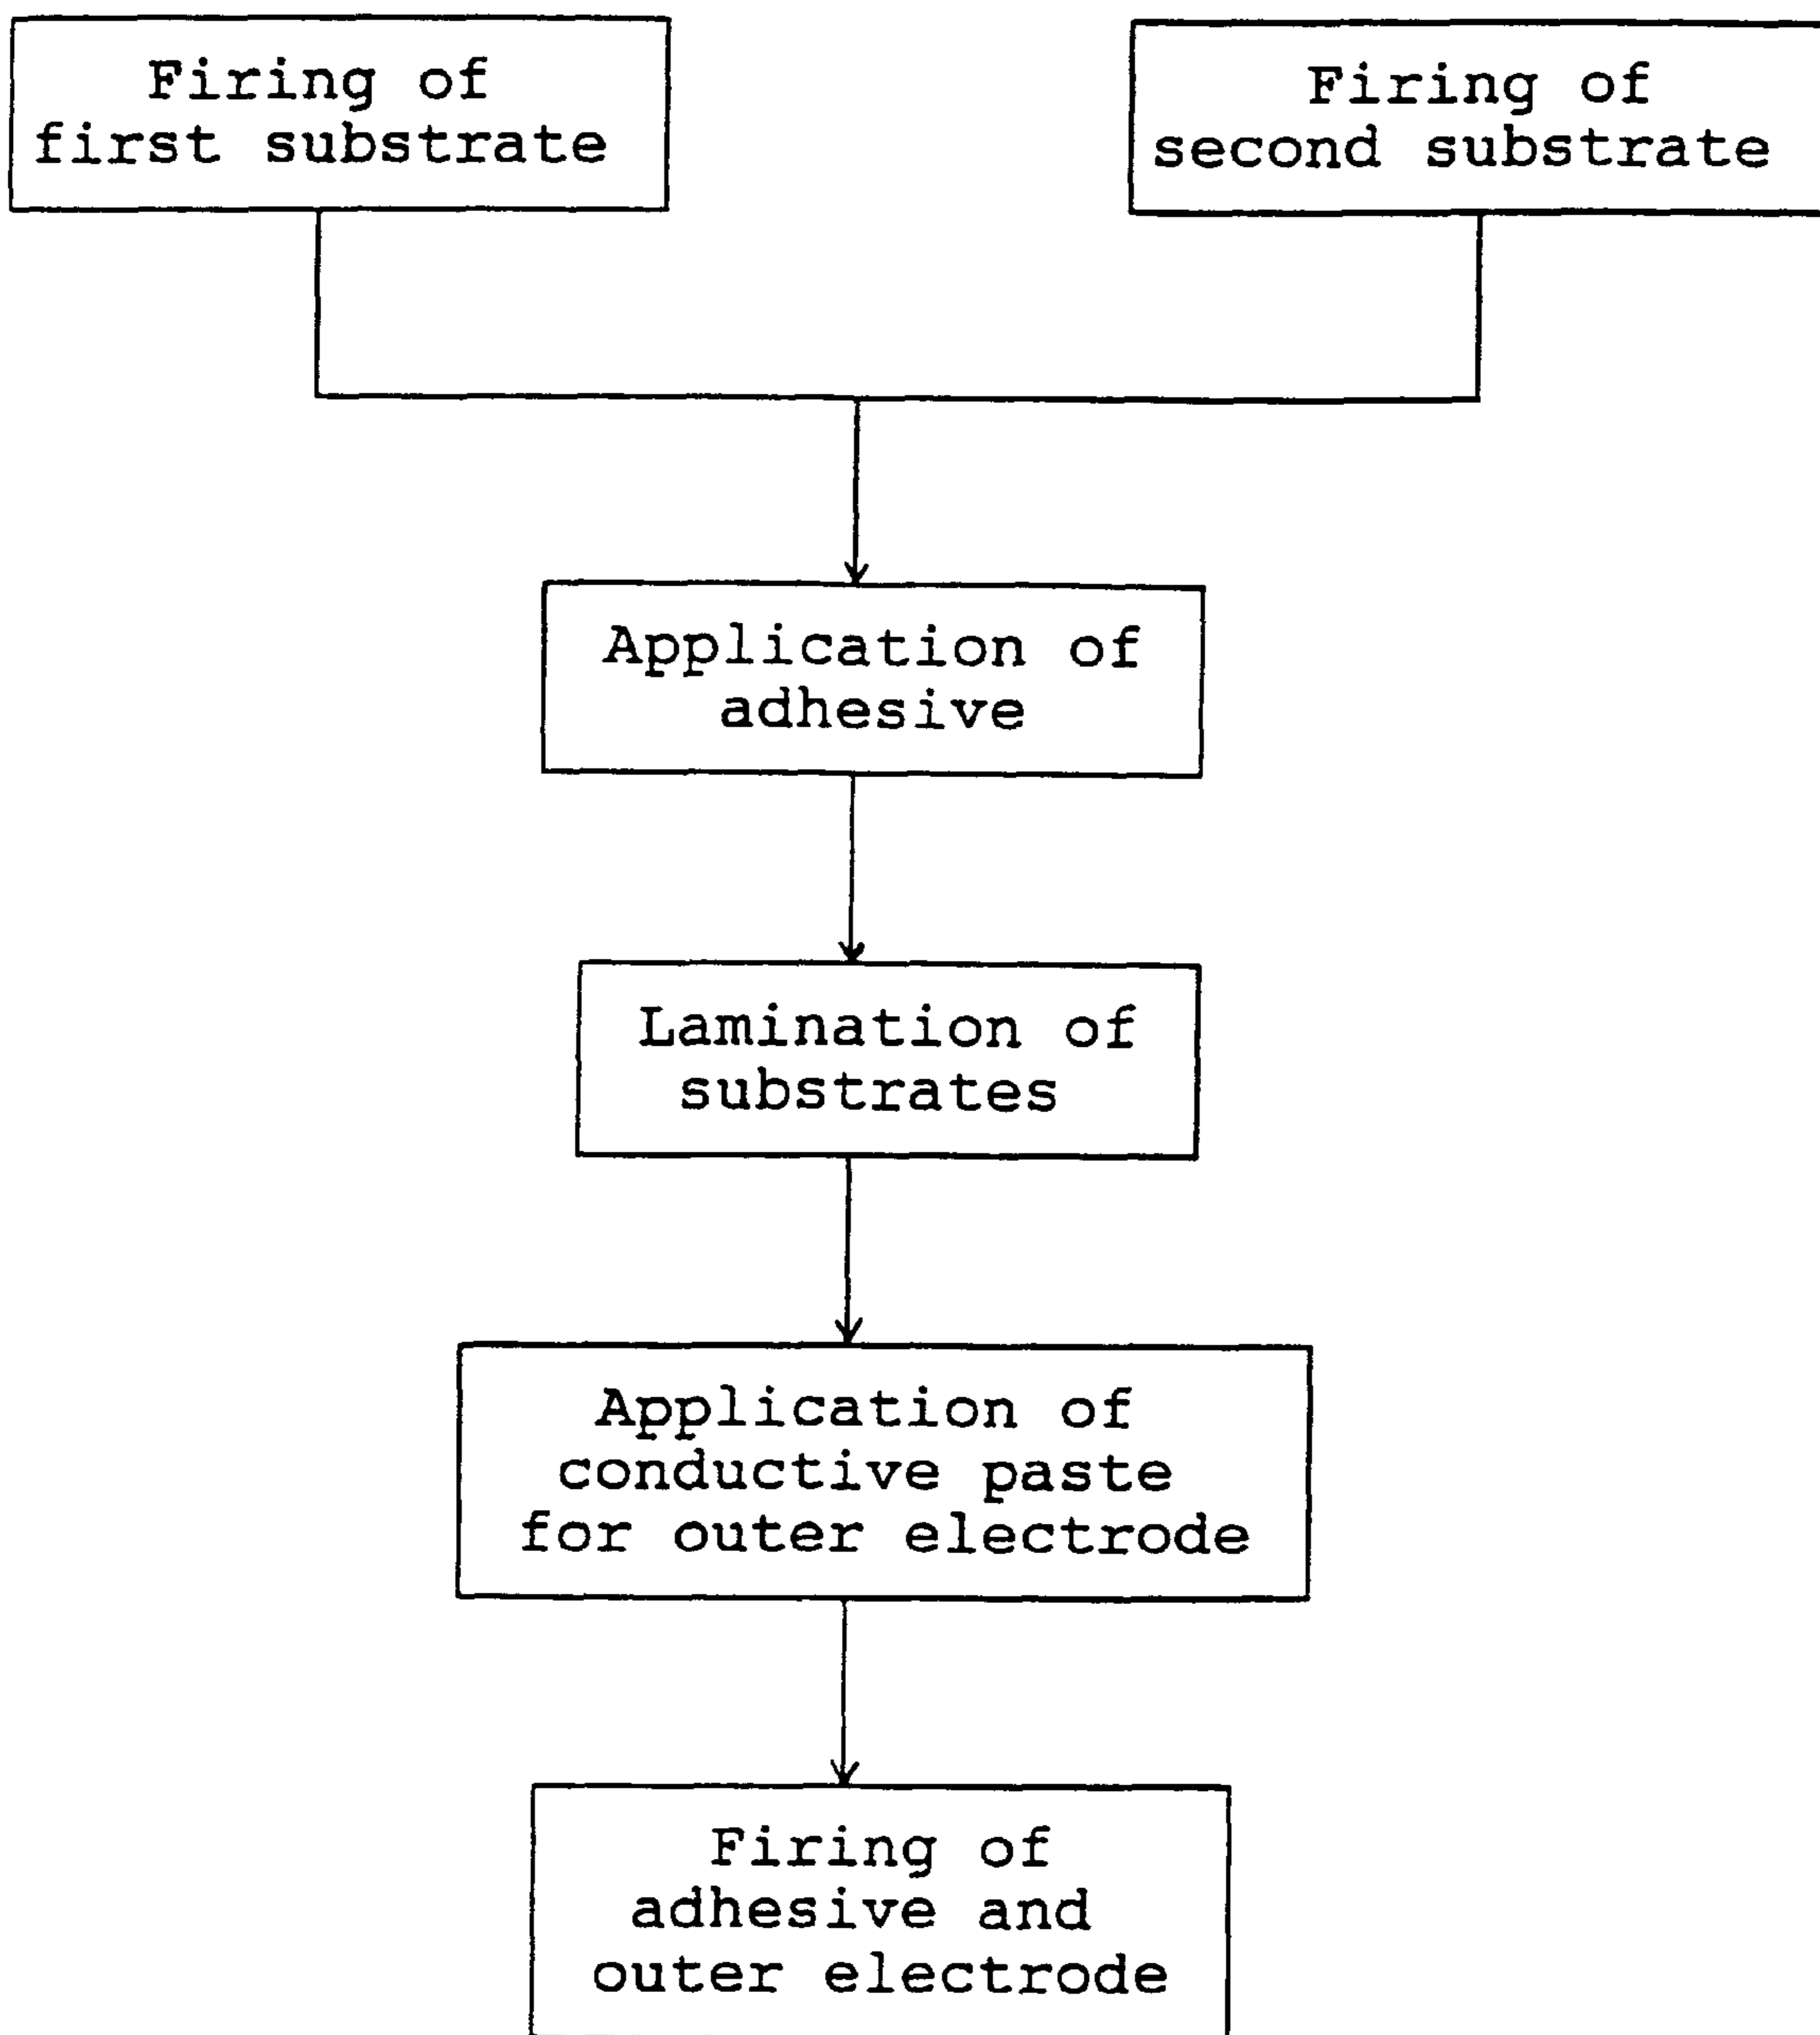 Firing of
first substrate
Firing of
second substrate
Application of
adhesive
Lamination of
substrates
Application of
conductive paste
for outer electrode
Firing of
adhesive and
outer electrode